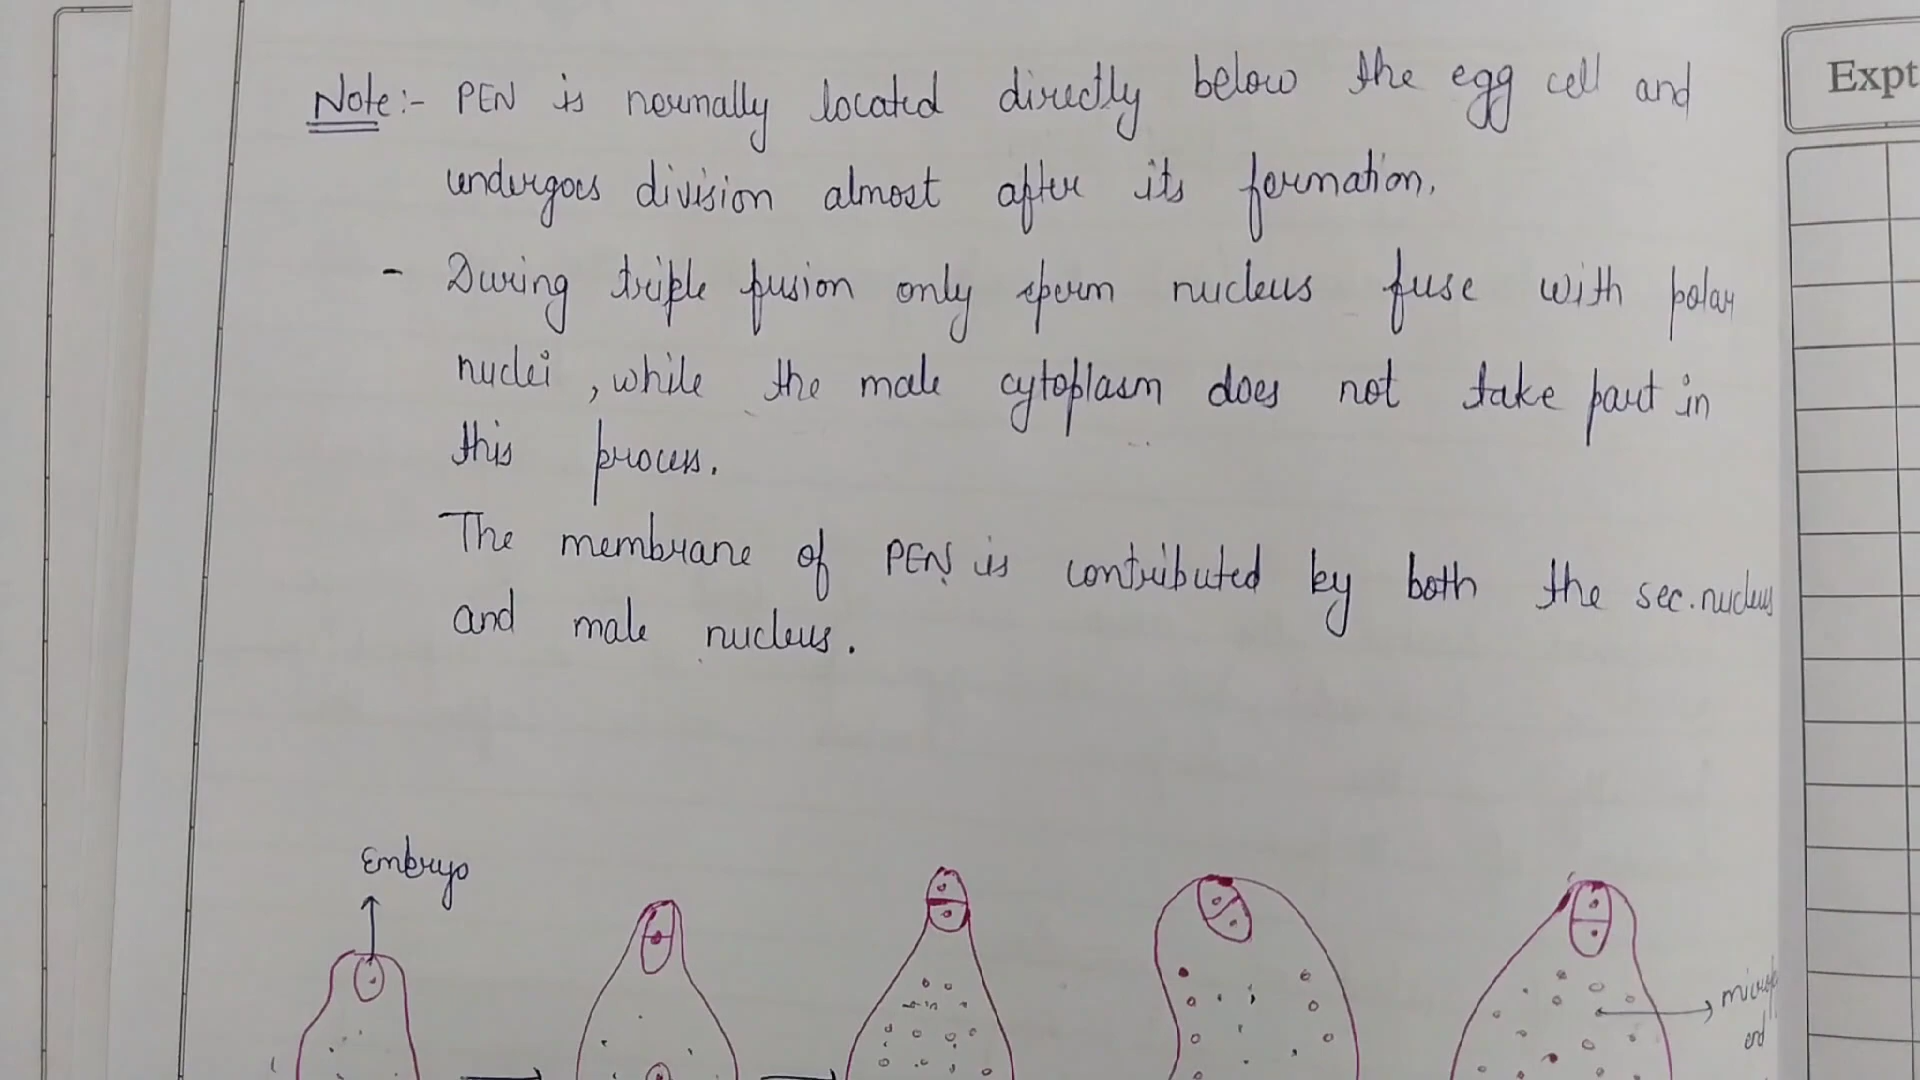 Expt
Note:- PEN is normally located directly below the egg cell and
undergoes division almost after its formation.
- During triple fusion only sperm nucleus fuse with polar
nuclei, while the male cytoplasm does not take part in
this process.
The membrane of PEN is contributed by both the sec. nucleus
and male nucleus.
Embryo
end